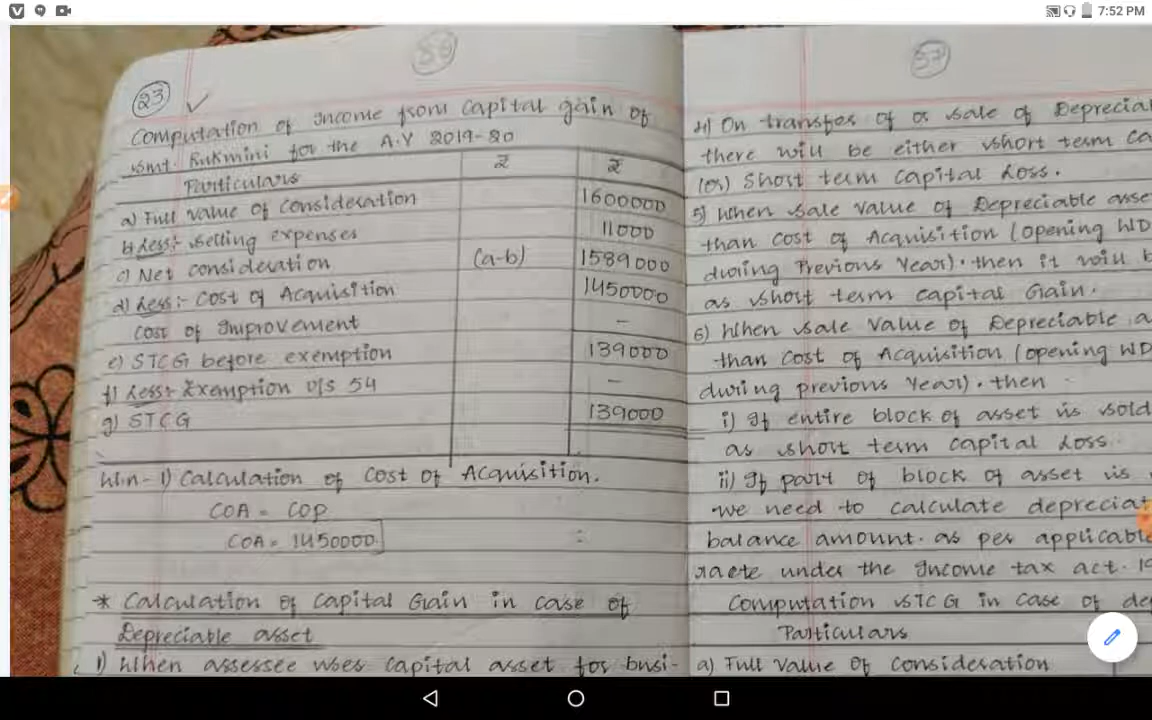 7:52 PM
56
23
Computation of Income from capital gain of
smt. Rukmini for the A.Y 2019-20
Particulars ₹ ₹
a) Full value of consideration 1600000
b) Less:- Selling expenses 11000
c) Net consideration (a-b) 1589000
d) Less:- Cost of Acquisition 1450000
Cost of Improvement -
e) STCG before exemption 139000
f) Less:- Exemption U/S 54 -
g) STCG 139000
W.n- 1) Calculation of Cost of Acquisition.
COA = COP
COA = 1450000
* Calculation of Capital Gain in case of
Depreciable asset
1) When assessee uses capital asset for busi-
57
4) On transfer of a sale of Deprecia
there will be either short term ca
(or) Short term capital Loss.
5) When sale value of Depreciable asse
than cost of Acquisition (opening WD
during Previous Year). then it will b
as short term capital Gain.
6) When sale Value of Depreciable a
than Cost of Acquisition (opening WD
during previous Year). then
i) If entire block of asset is sold
as short term capital Loss.
ii) If part of block of asset is
we need to calculate depreciat
balance amount. as per applicable
racte under the Income tax act. 19
Computation STCG in case of de
Particulars
a) Full value of consideration